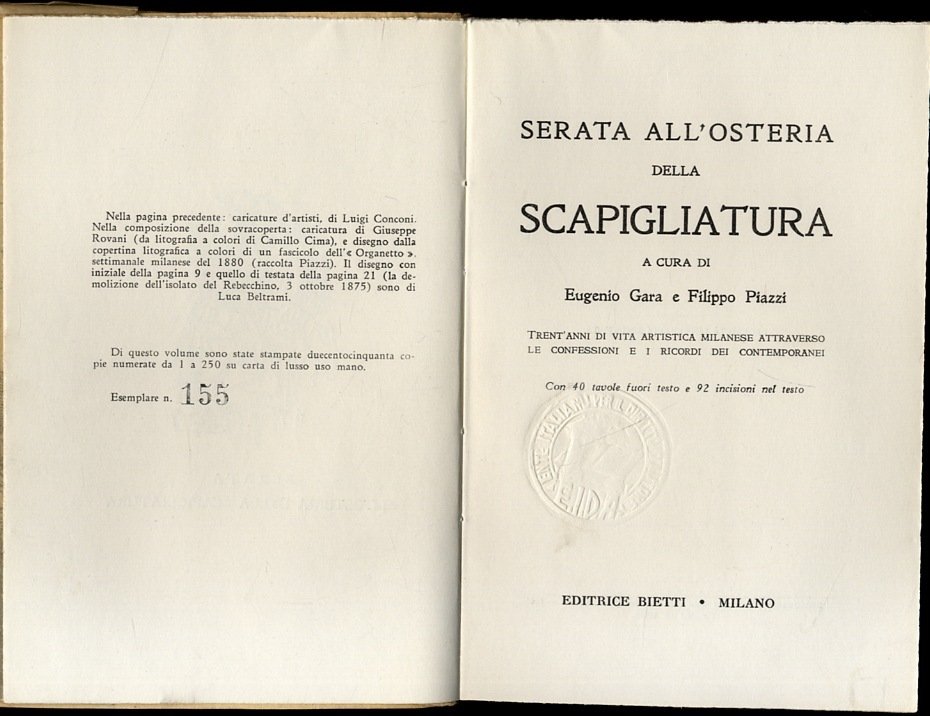 Nella pagina precedente: caricature d'artisti, di Luigi Conconi.
Nella composizione della sovracoperta: caricatura di Giuseppe
Rovani (da litografia a colori di Camillo Cima), e disegno dalla
copertina litografica a colori di un fascicolo dell'« Organetto ».
settimanale milanese del 1880 (raccolta Piazzi). Il disegno con
iniziale della pagina 9 e quello di testata della pagina 21 (la de-
molizione dell'isolato del Rebecchino, 3 ottobre 1875) sono di
Luca Beltrami.
Di questo volume sono state stampate duecentocinquanta co-
pie numerate da 1 a 250 su carta di lusso uso mano.
Esemplare n. 155
SERATA ALL'OSTERIA
DELLA
SCAPIGLIATURA
A CURA DI
Eugenio Gara e Filippo Piazzi
TRENT'ANNI DI VITA ARTISTICA MILANESE ATTRAVERSO
LE CONFESSIONI E I RICORDI DEI CONTEMPORANEI
Con 40 tavole fuori testo e 92 incisioni nel testo
EDITRICE BIETTI • MILANO